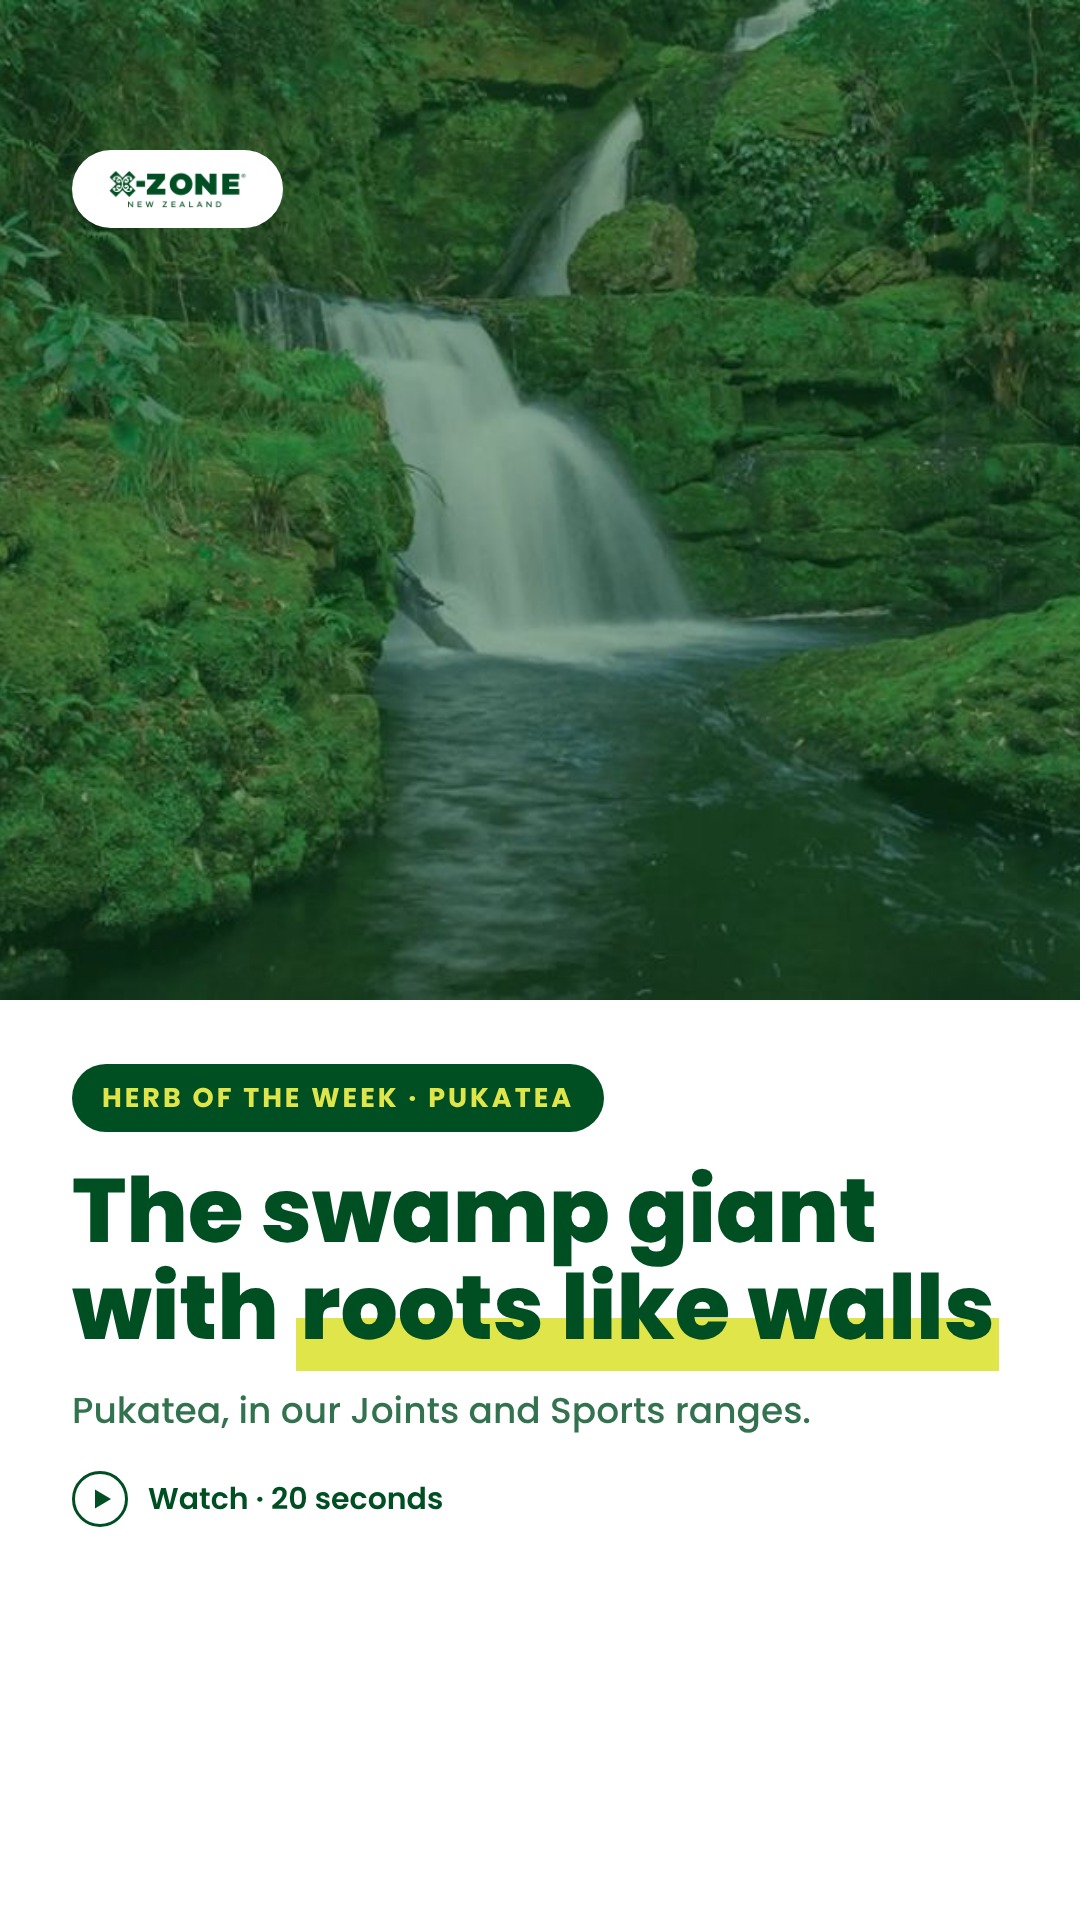 X-ZONE®
NEW ZEALAND
HERB OF THE WEEK · PUKATEA
The swamp giant
with roots like walls
Pukatea, in our Joints and Sports ranges.
Watch · 20 seconds